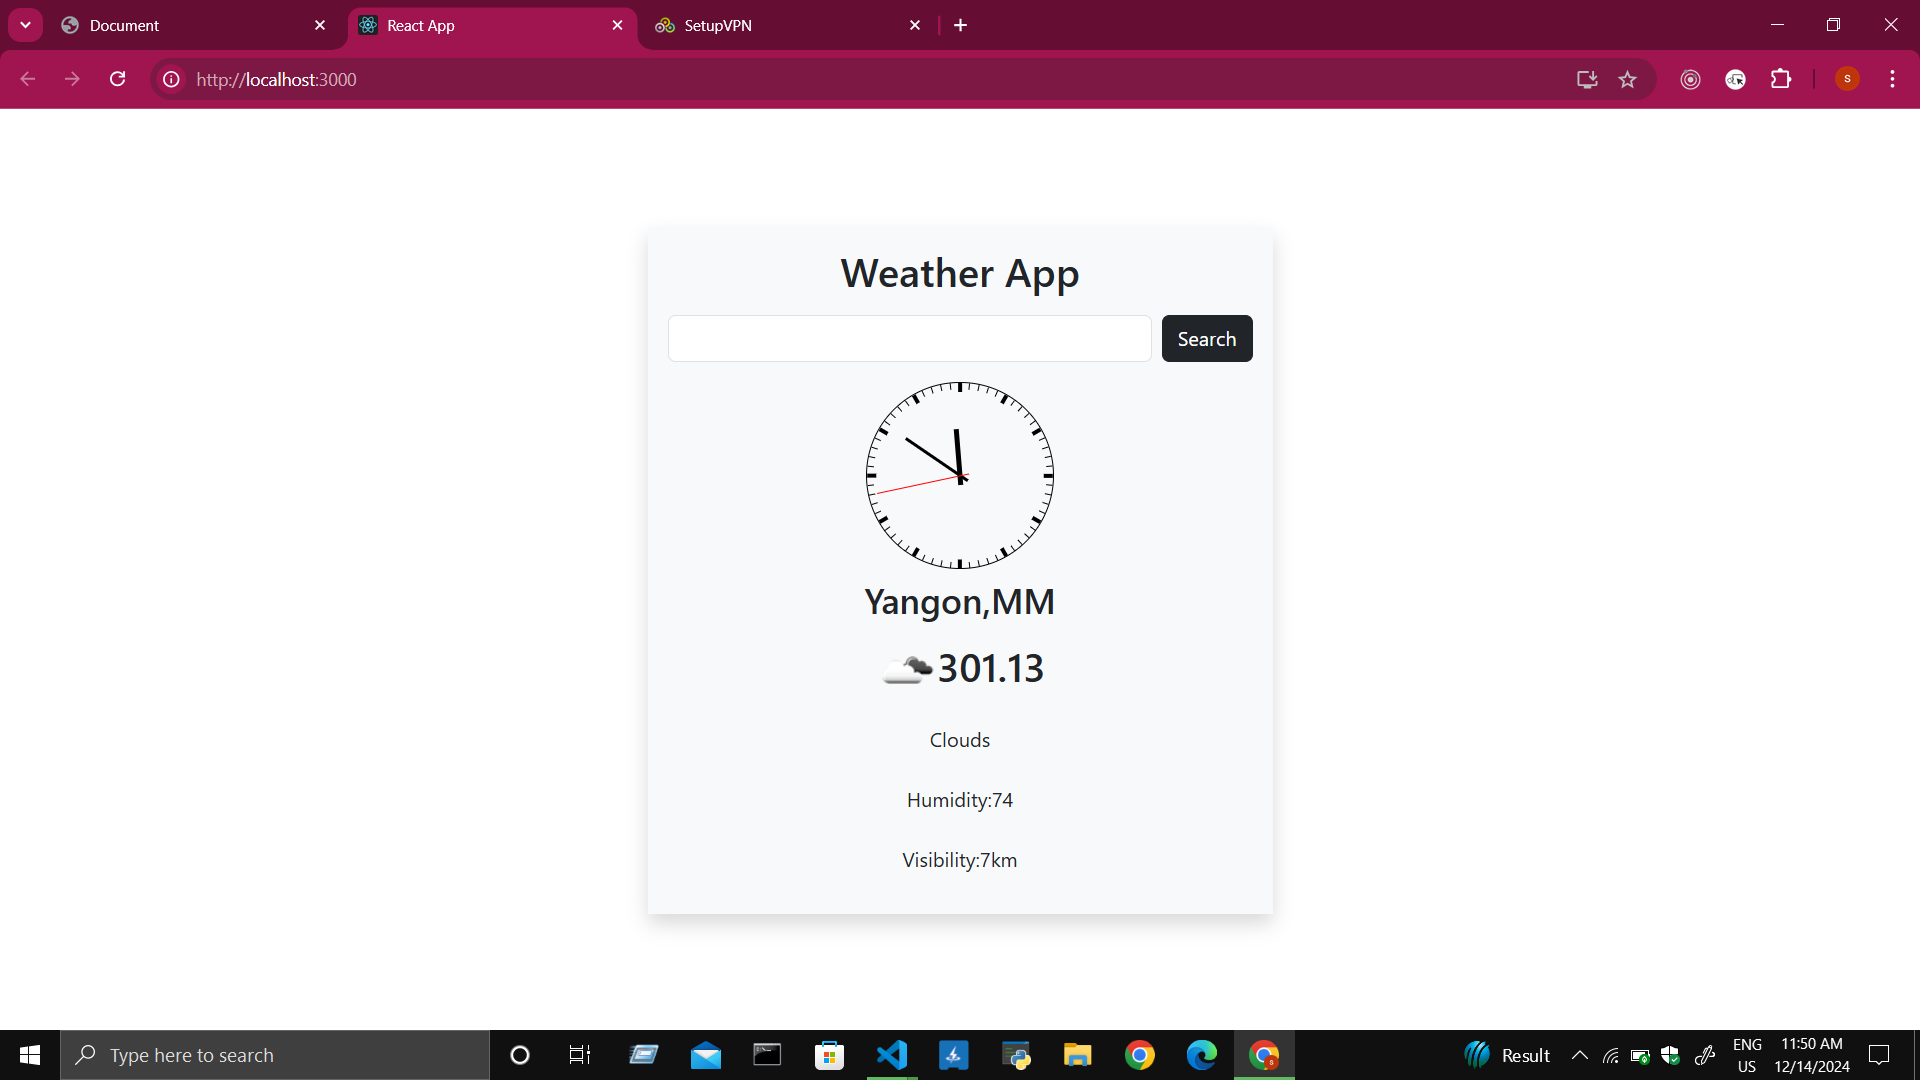 Document
React App
SetupVPN
http://localhost:3000
S
Weather App
Search
Yangon,MM
301.13
Clouds
Humidity:74
Visibility:7km
Type here to search
Result
ENG
US
11:50 AM
12/14/2024